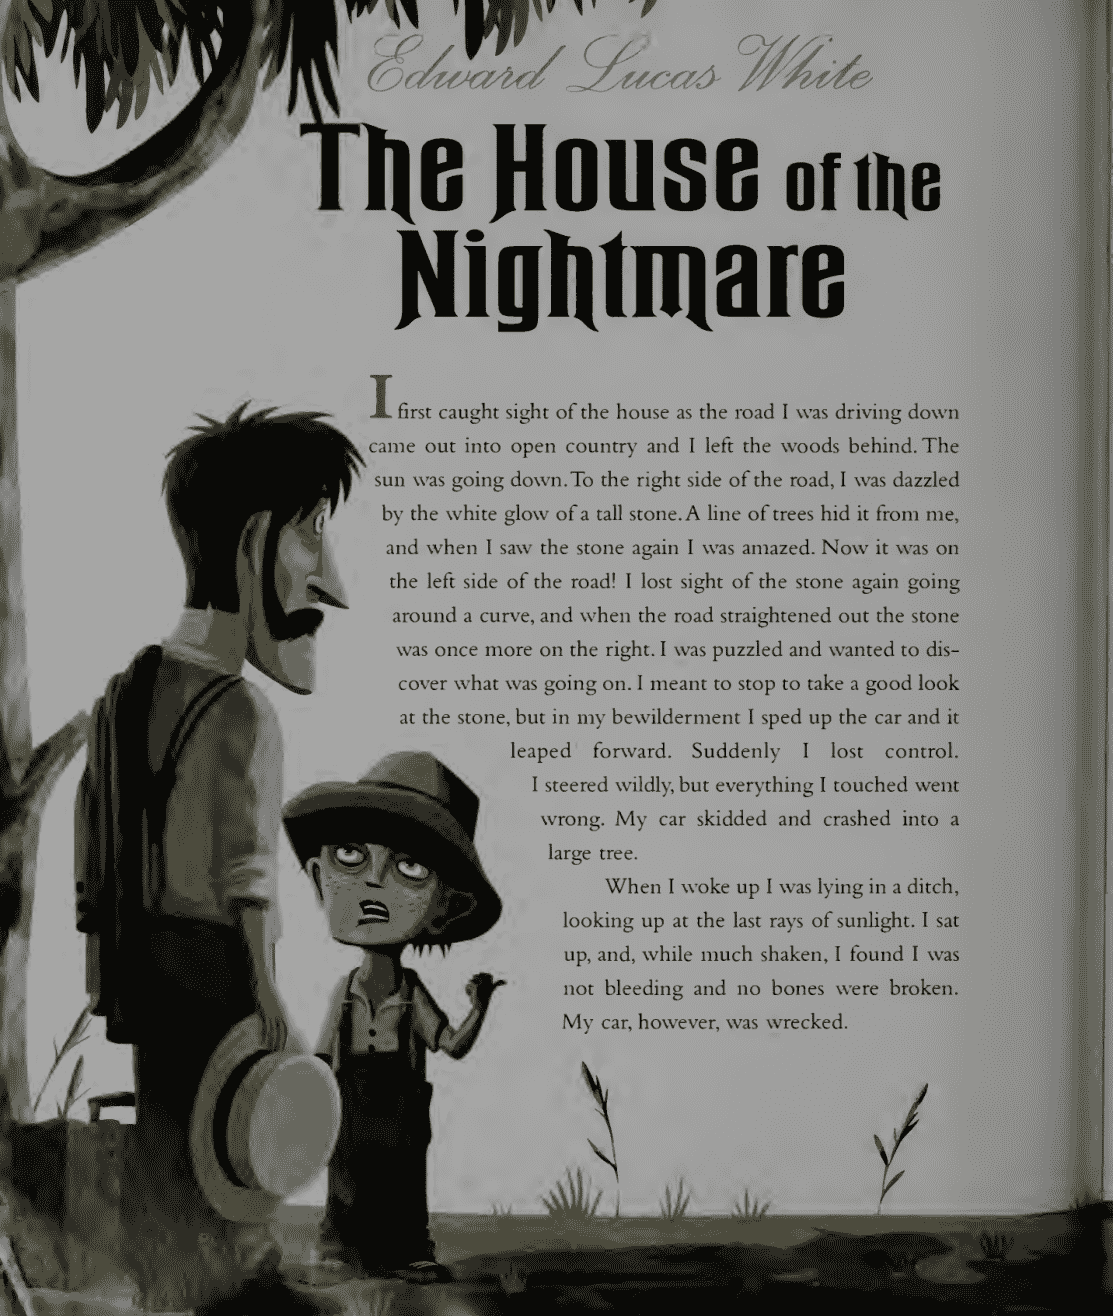 Edward Lucas White
The House of the
Nightmare
I first caught sight of the house as the road I was driving down
came out into open country and I left the woods behind. The
sun was going down. To the right side of the road, I was dazzled
by the white glow of a tall stone. A line of trees hid it from me,
and when I saw the stone again I was amazed. Now it was on
the left side of the road! I lost sight of the stone again going
around a curve, and when the road straightened out the stone
was once more on the right. I was puzzled and wanted to dis-
cover what was going on. I meant to stop to take a good look
at the stone, but in my bewilderment I sped up the car and it
leaped forward. Suddenly I lost control.
I steered wildly, but everything I touched went
wrong. My car skidded and crashed into a
large tree.
When I woke up I was lying in a ditch,
looking up at the last rays of sunlight. I sat
up, and, while much shaken, I found I was
not bleeding and no bones were broken.
My car, however, was wrecked.